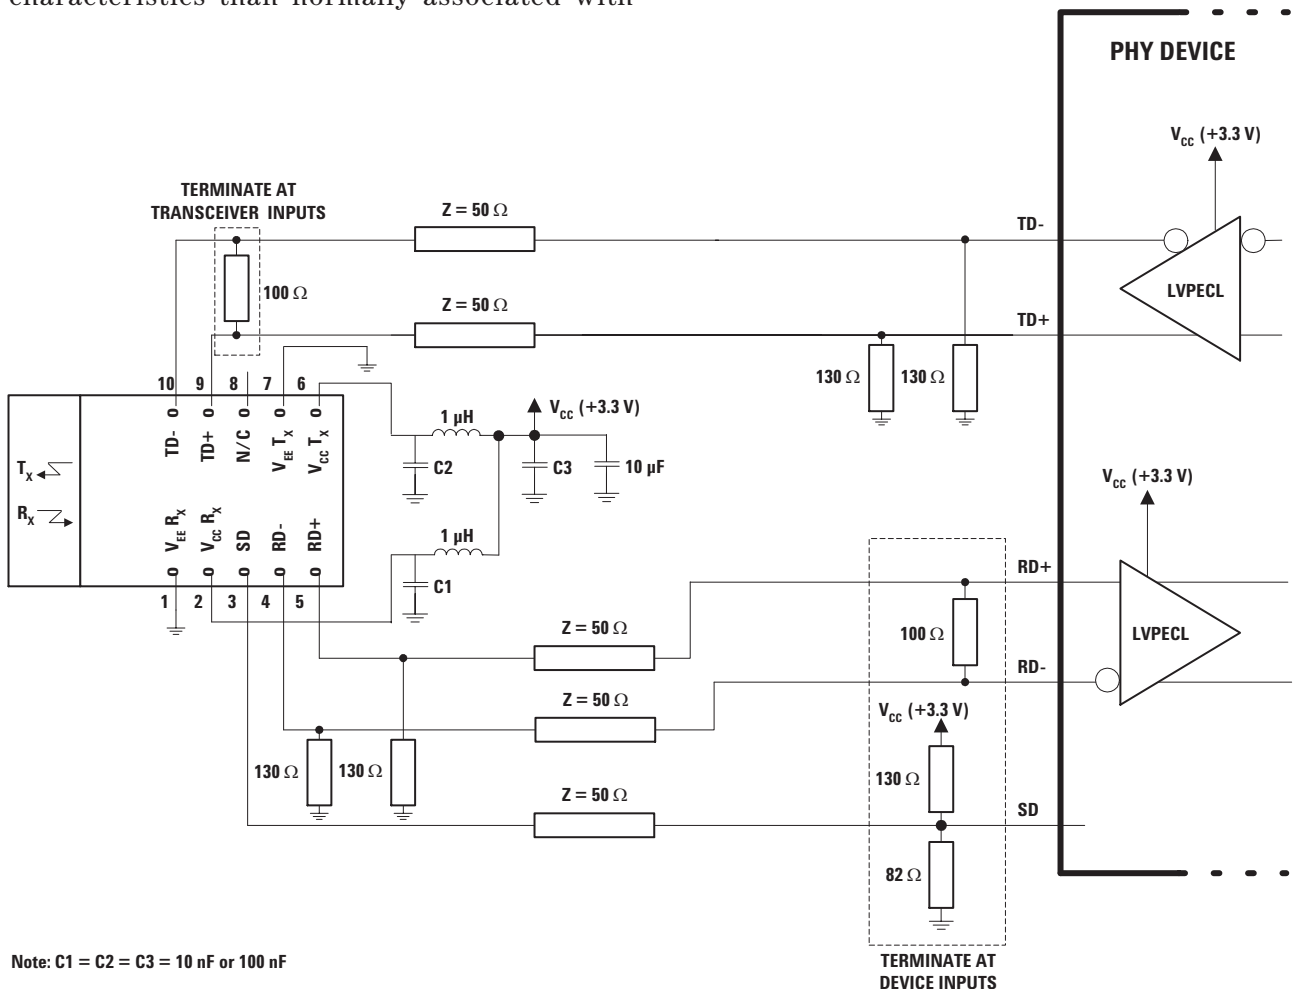 characteristics than normally associated with
PHY DEVICE
V_CC (+3.3 V)
TERMINATE AT
TRANSCEIVER INPUTS
Z = 50 Ω
TD-
LVPECL
100 Ω
Z = 50 Ω
TD+
130 Ω
130 Ω
10
9
8
7
6
TD-
TD+
N/C
V_EE T_X
V_CC T_X
1 µH
V_CC (+3.3 V)
C2
C3
10 µF
T_X
R_X
V_EE R_X
V_CC R_X
SD
RD-
RD+
1 µH
C1
1
2
3
4
5
V_CC (+3.3 V)
RD+
Z = 50 Ω
100 Ω
LVPECL
RD-
Z = 50 Ω
V_CC (+3.3 V)
130 Ω
130 Ω
130 Ω
Z = 50 Ω
SD
82 Ω
Note: C1 = C2 = C3 = 10 nF or 100 nF
TERMINATE AT
DEVICE INPUTS